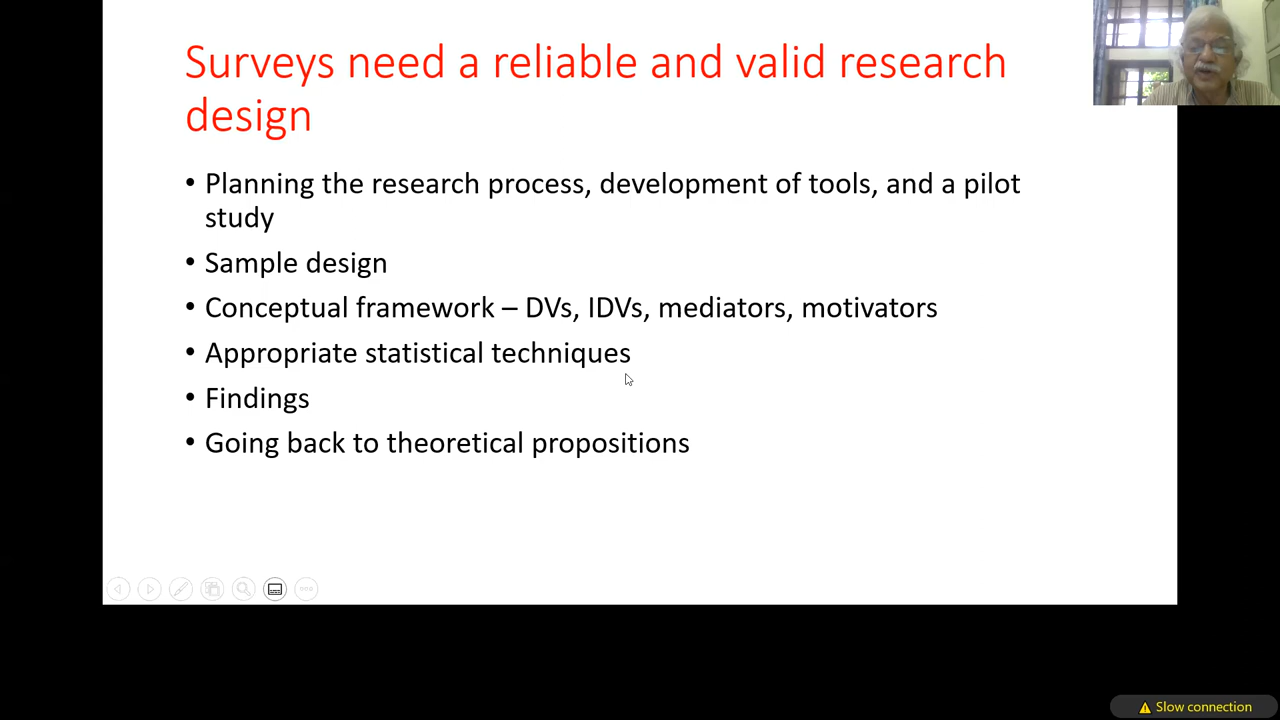 Surveys need a reliable and valid research
design
• Planning the research process, development of tools, and a pilot
study
• Sample design
• Conceptual framework – DVs, IDVs, mediators, motivators
• Appropriate statistical techniques
• Findings
• Going back to theoretical propositions
Slow connection